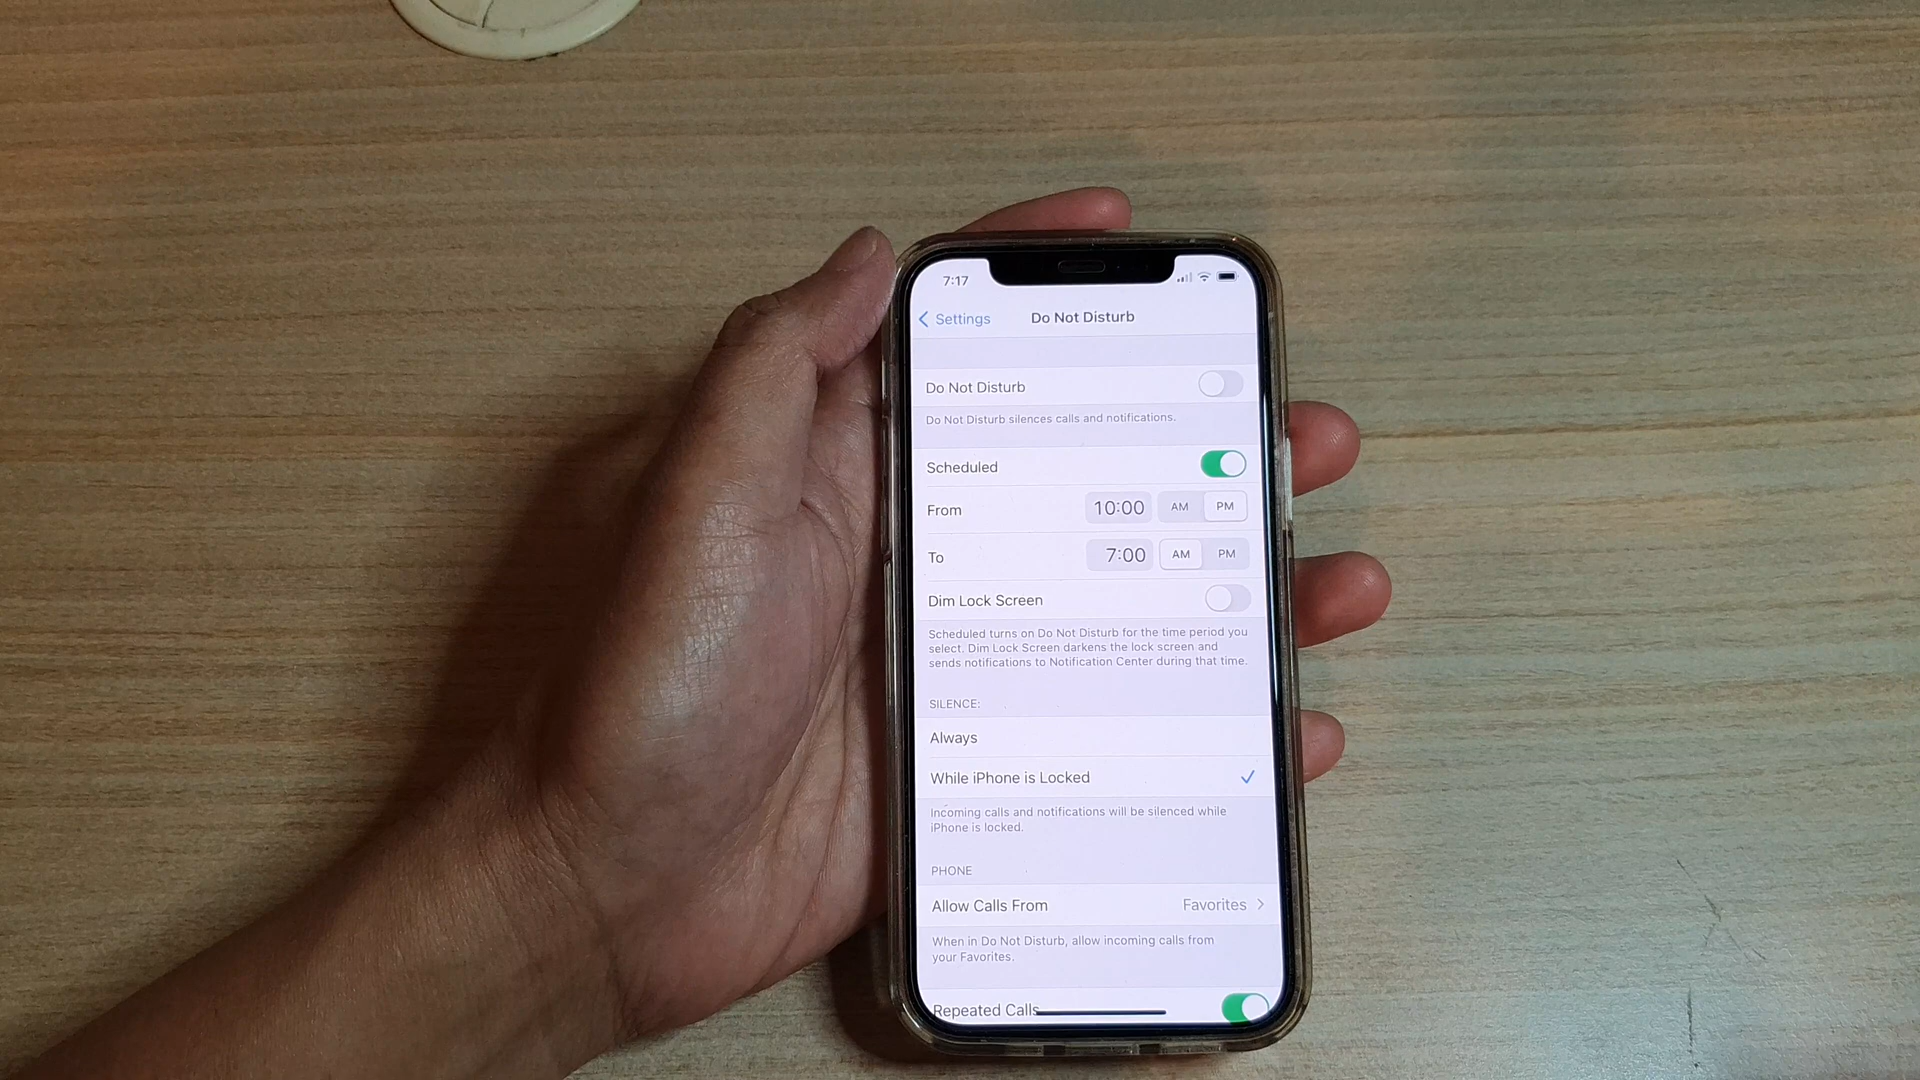 7:17
Settings Do Not Disturb
Do Not Disturb
Do Not Disturb silences calls and notifications.
Scheduled
From 10:00 AM PM
To 7:00 AM PM
Dim Lock Screen
Scheduled turns on Do Not Disturb for the time period you
select. Dim Lock Screen darkens the lock screen and
sends notifications to Notification Center during that time.
SILENCE:
Always
While iPhone is Locked
Incoming calls and notifications will be silenced while
iPhone is locked.
PHONE
Allow Calls From Favorites
When in Do Not Disturb, allow incoming calls from
your Favorites.
Repeated Calls